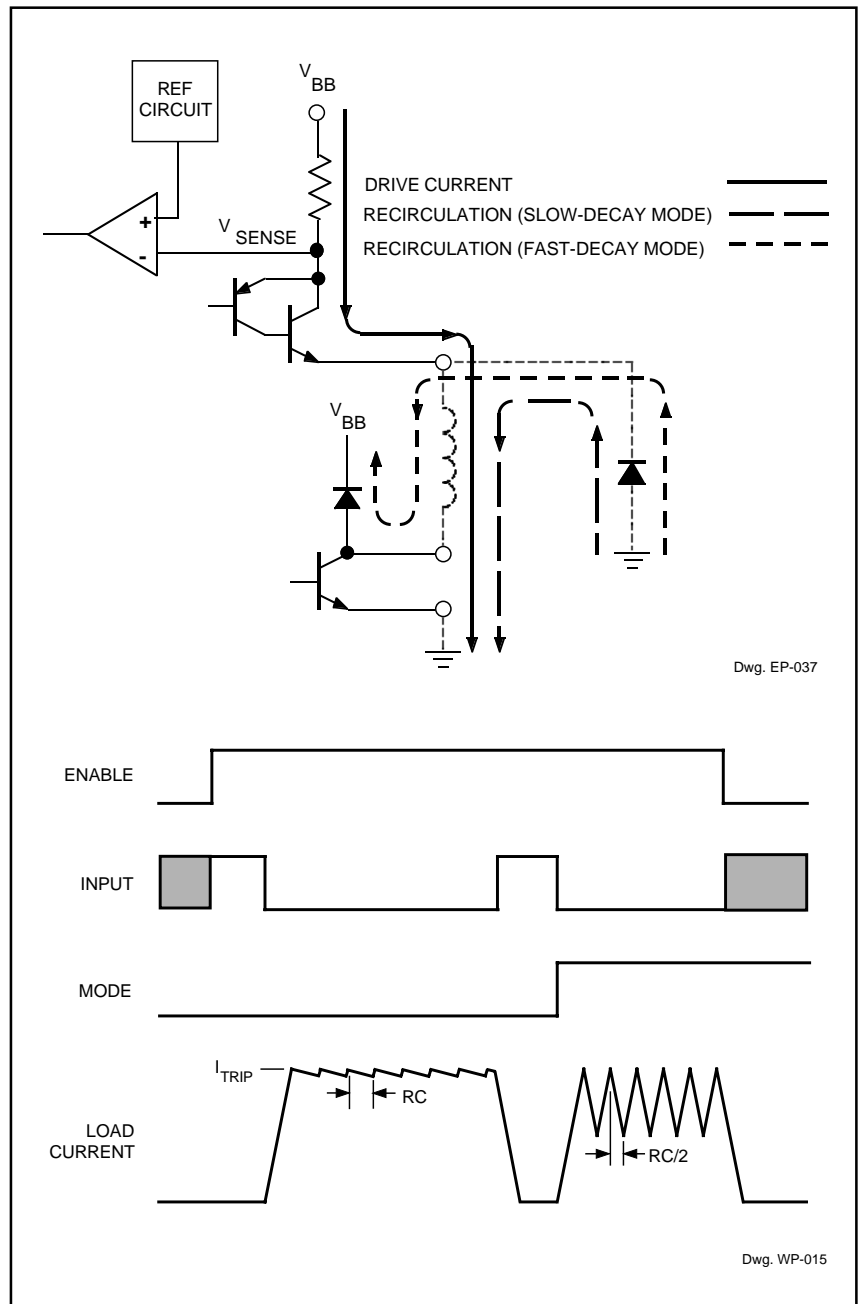 REF
CIRCUIT
V BB
+
-
V SENSE
DRIVE CURRENT
RECIRCULATION (SLOW-DECAY MODE)
RECIRCULATION (FAST-DECAY MODE)
V BB
Dwg. EP-037
ENABLE
INPUT
MODE
I TRIP
RC
LOAD
CURRENT
RC/2
Dwg. WP-015